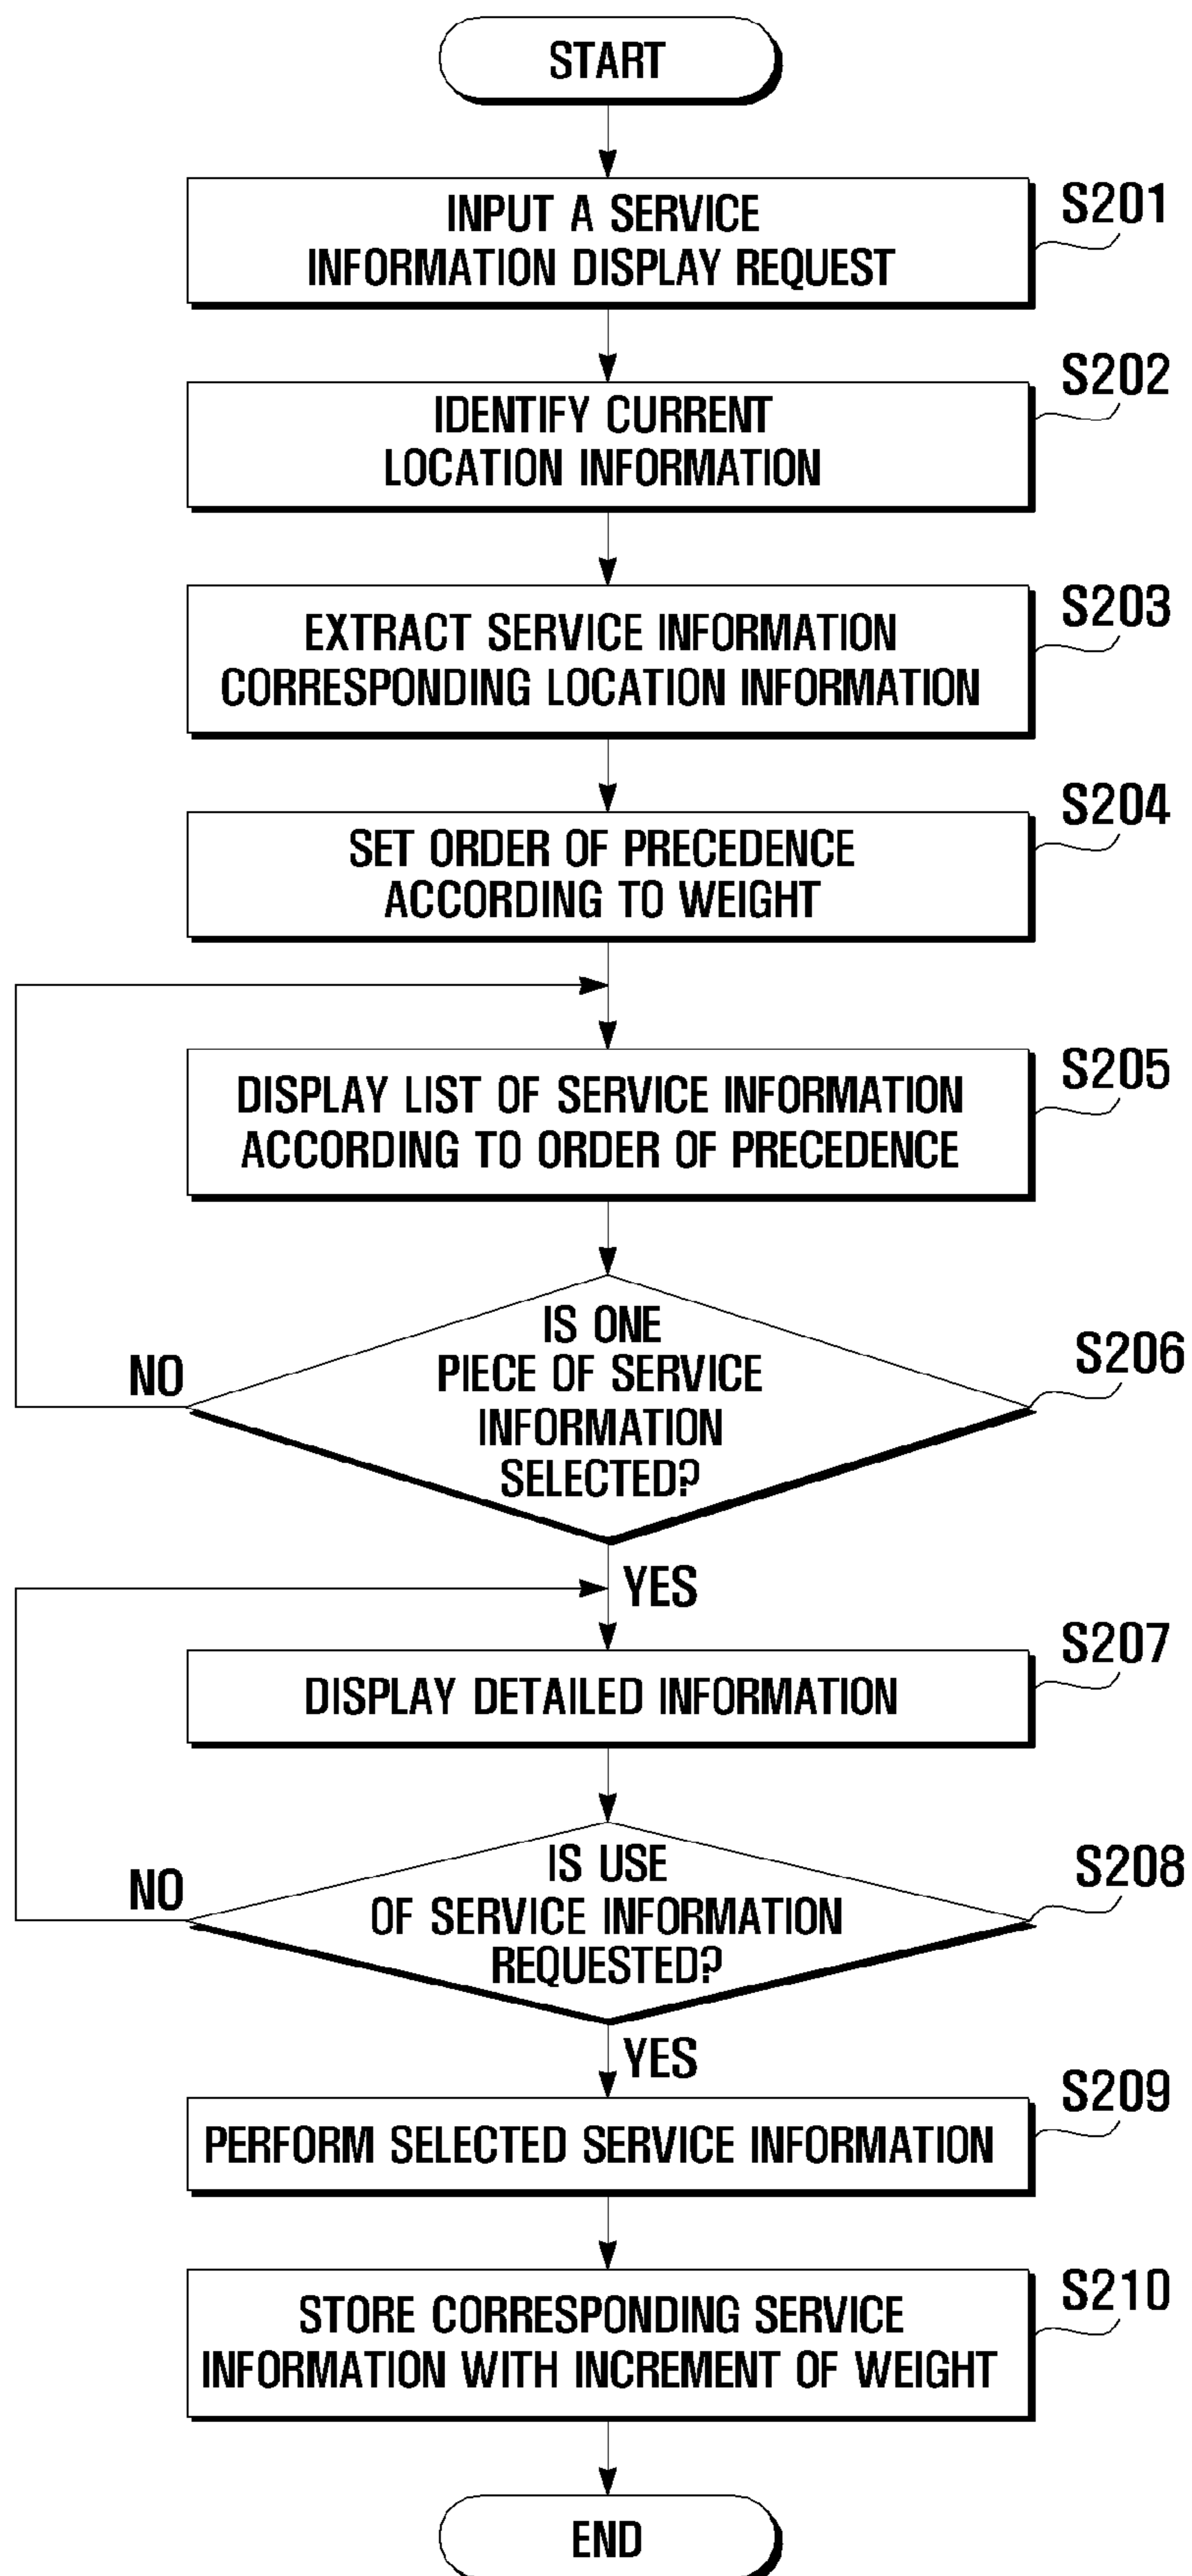 START
INPUT A SERVICE
INFORMATION DISPLAY REQUEST
S201
IDENTIFY CURRENT
LOCATION INFORMATION
S202
EXTRACT SERVICE INFORMATION
CORRESPONDING LOCATION INFORMATION
S203
SET ORDER OF PRECEDENCE
ACCORDING TO WEIGHT
S204
DISPLAY LIST OF SERVICE INFORMATION
ACCORDING TO ORDER OF PRECEDENCE
S205
IS ONE
PIECE OF SERVICE
INFORMATION
SELECTED?
S206
NO
YES
DISPLAY DETAILED INFORMATION
S207
IS USE
OF SERVICE INFORMATION
REQUESTED?
S208
NO
YES
PERFORM SELECTED SERVICE INFORMATION
S209
STORE CORRESPONDING SERVICE
INFORMATION WITH INCREMENT OF WEIGHT
S210
END